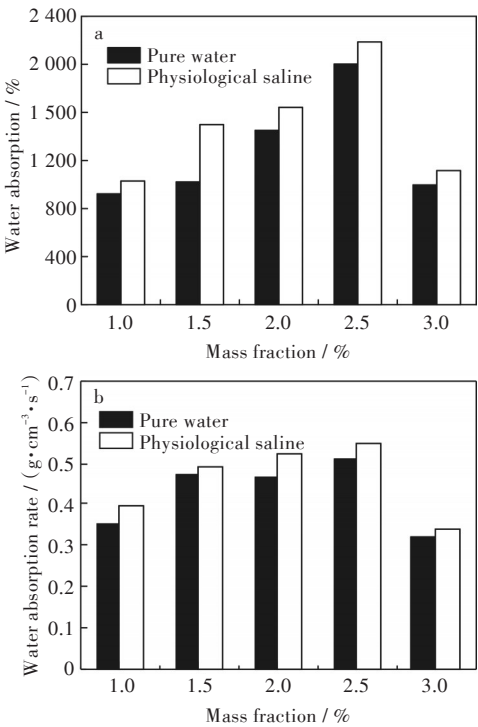 2 400
a
Pure water
2 000
Physiological saline
1 500
1 200
800
400
0
Water absorption / %
1.0 1.5 2.0 2.5 3.0
Mass fraction / %
0.7
b
0.6
Pure water
Physiological saline
0.5
0.4
0.3
0.2
0.1
0
Water absorption rate / (g•cm⁻³•s⁻¹)
1.0 1.5 2.0 2.5 3.0
Mass fraction / %